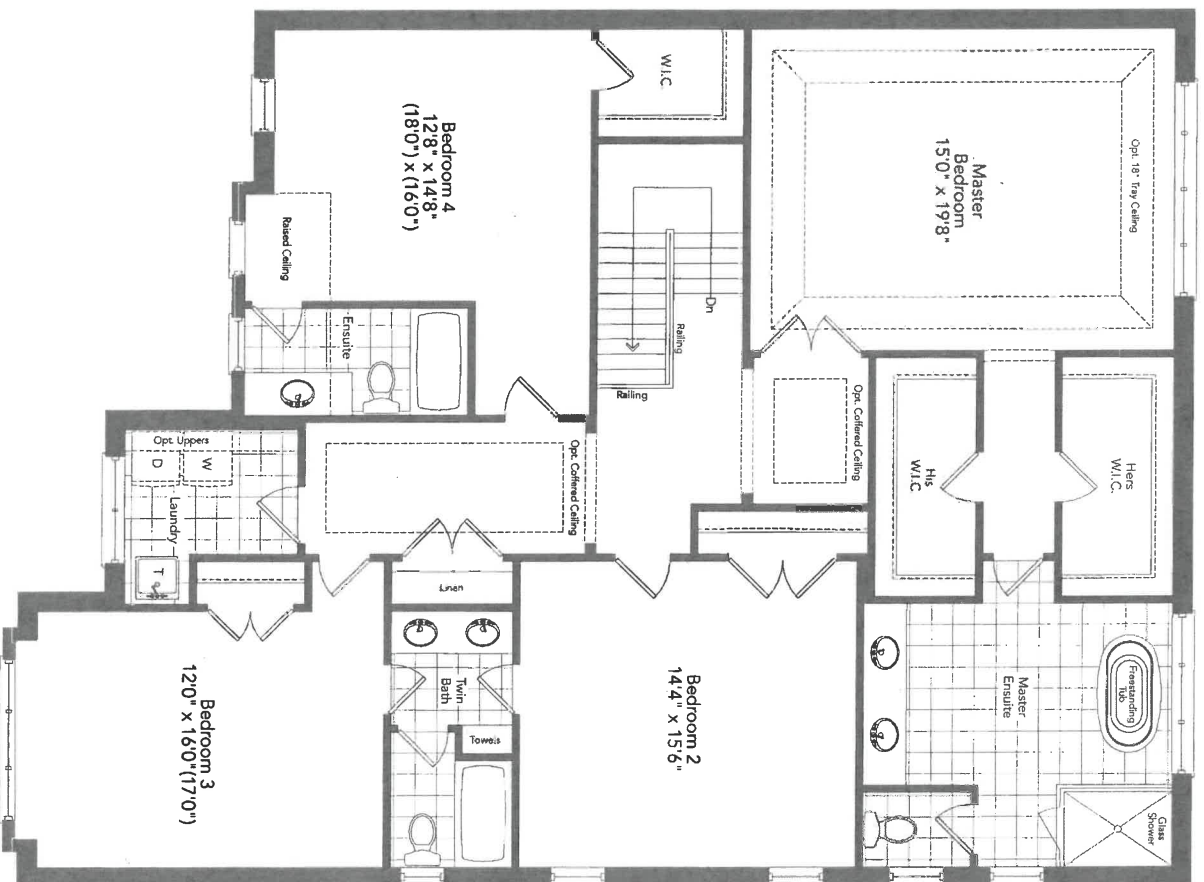 Opt. 18" Tray Ceiling
Master
Bedroom
15'0" x 19'8"
W.I.C.
Bedroom 4
12'8" x 14'8"
(18'0") x (16'0")
Raised Ceiling
Ensuite
Dn
Railing
Railing
Opt. Coffered Ceiling
Opt. Coffered Ceiling
Hers
W.I.C.
His
W.I.C.
Opt. Uppers
D
W
Laundry
T
Linen
Twin
Bath
Towels
Bedroom 3
12'0" x 16'0"(17'0")
Bedroom 2
14'4" x 15'6"
Master
Ensuite
Freestanding
Tub
Glass
Shower